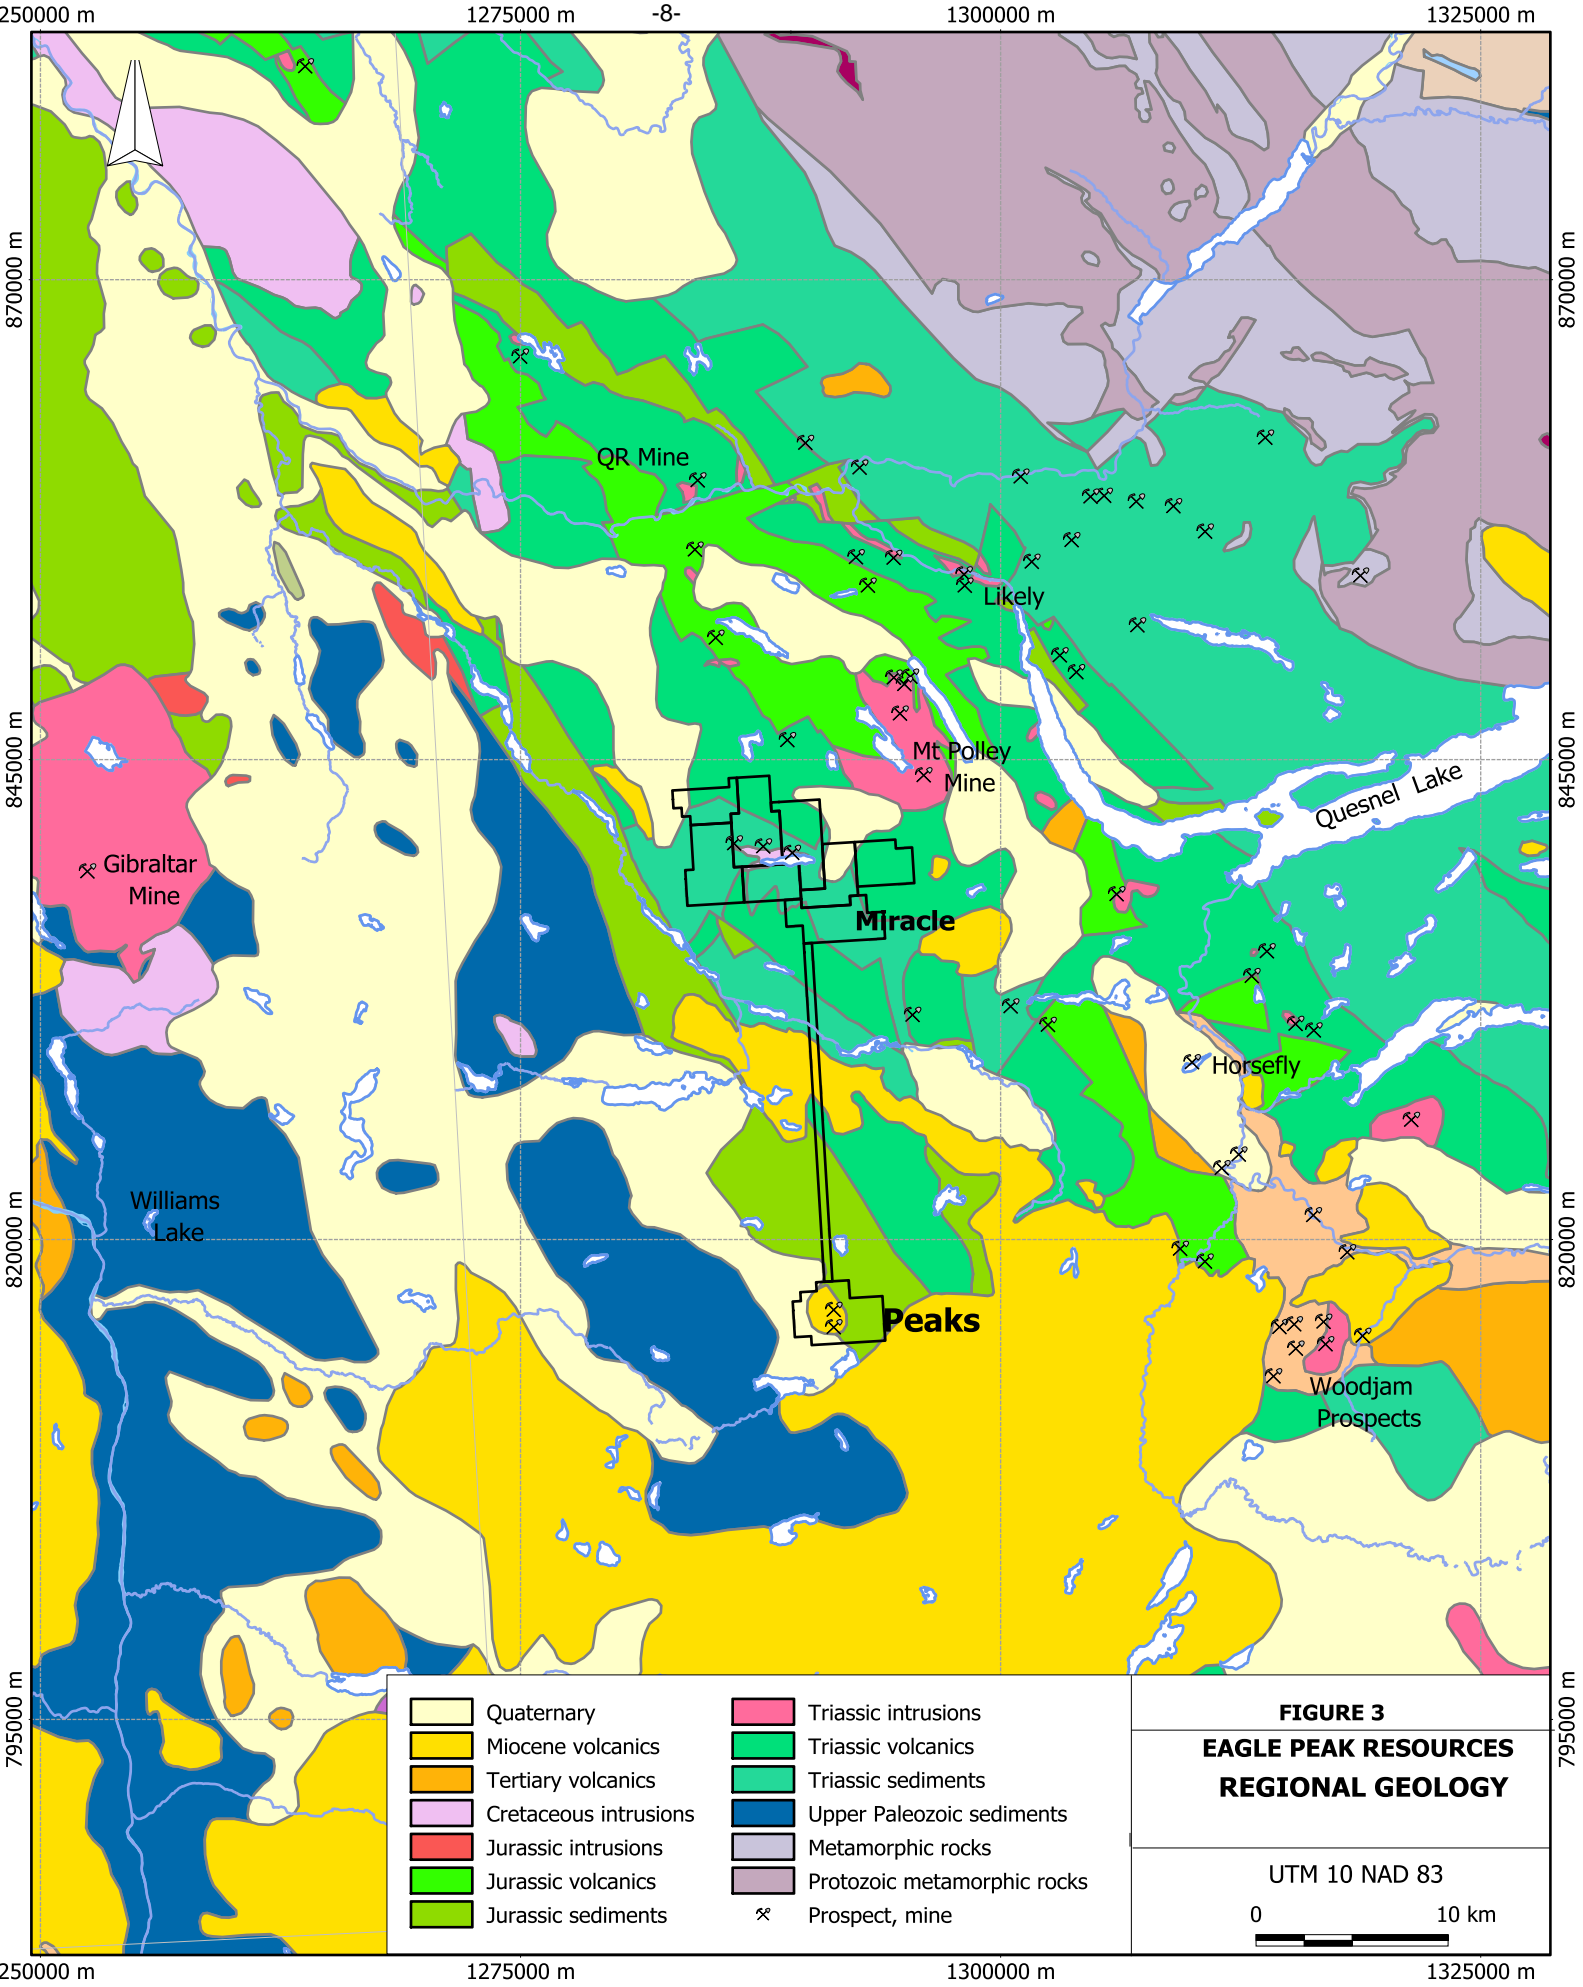 250000 m
1275000 m
-8-
1300000 m
1325000 m
870000 m
870000 m
QR Mine
Likely
845000 m
845000 m
Mt Polley
Mine
Quesnel Lake
Gibraltar
Mine
Miracle
Horsefly
Williams
Lake
820000 m
820000 m
Peaks
Woodjam
Prospects
795000 m
795000 m
Quaternary
Miocene volcanics
Tertiary volcanics
Cretaceous intrusions
Jurassic intrusions
Jurassic volcanics
Jurassic sediments
Triassic intrusions
Triassic volcanics
Triassic sediments
Upper Paleozoic sediments
Metamorphic rocks
Protozoic metamorphic rocks
Prospect, mine
FIGURE 3
EAGLE PEAK RESOURCES
REGIONAL GEOLOGY
UTM 10 NAD 83
0 10 km
250000 m
1275000 m
1300000 m
1325000 m